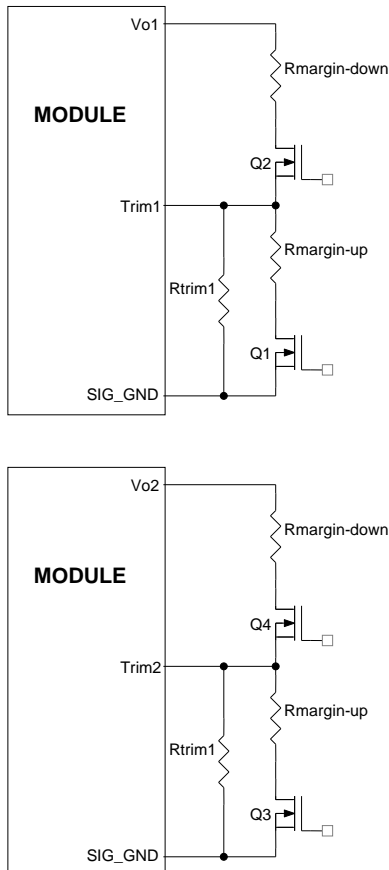 Vo1
Rmargin-down
MODULE
Q2
Trim1
Rmargin-up
Rtrim1
Q1
SIG_GND
Vo2
Rmargin-down
MODULE
Q4
Trim2
Rmargin-up
Rtrim1
Q3
SIG_GND